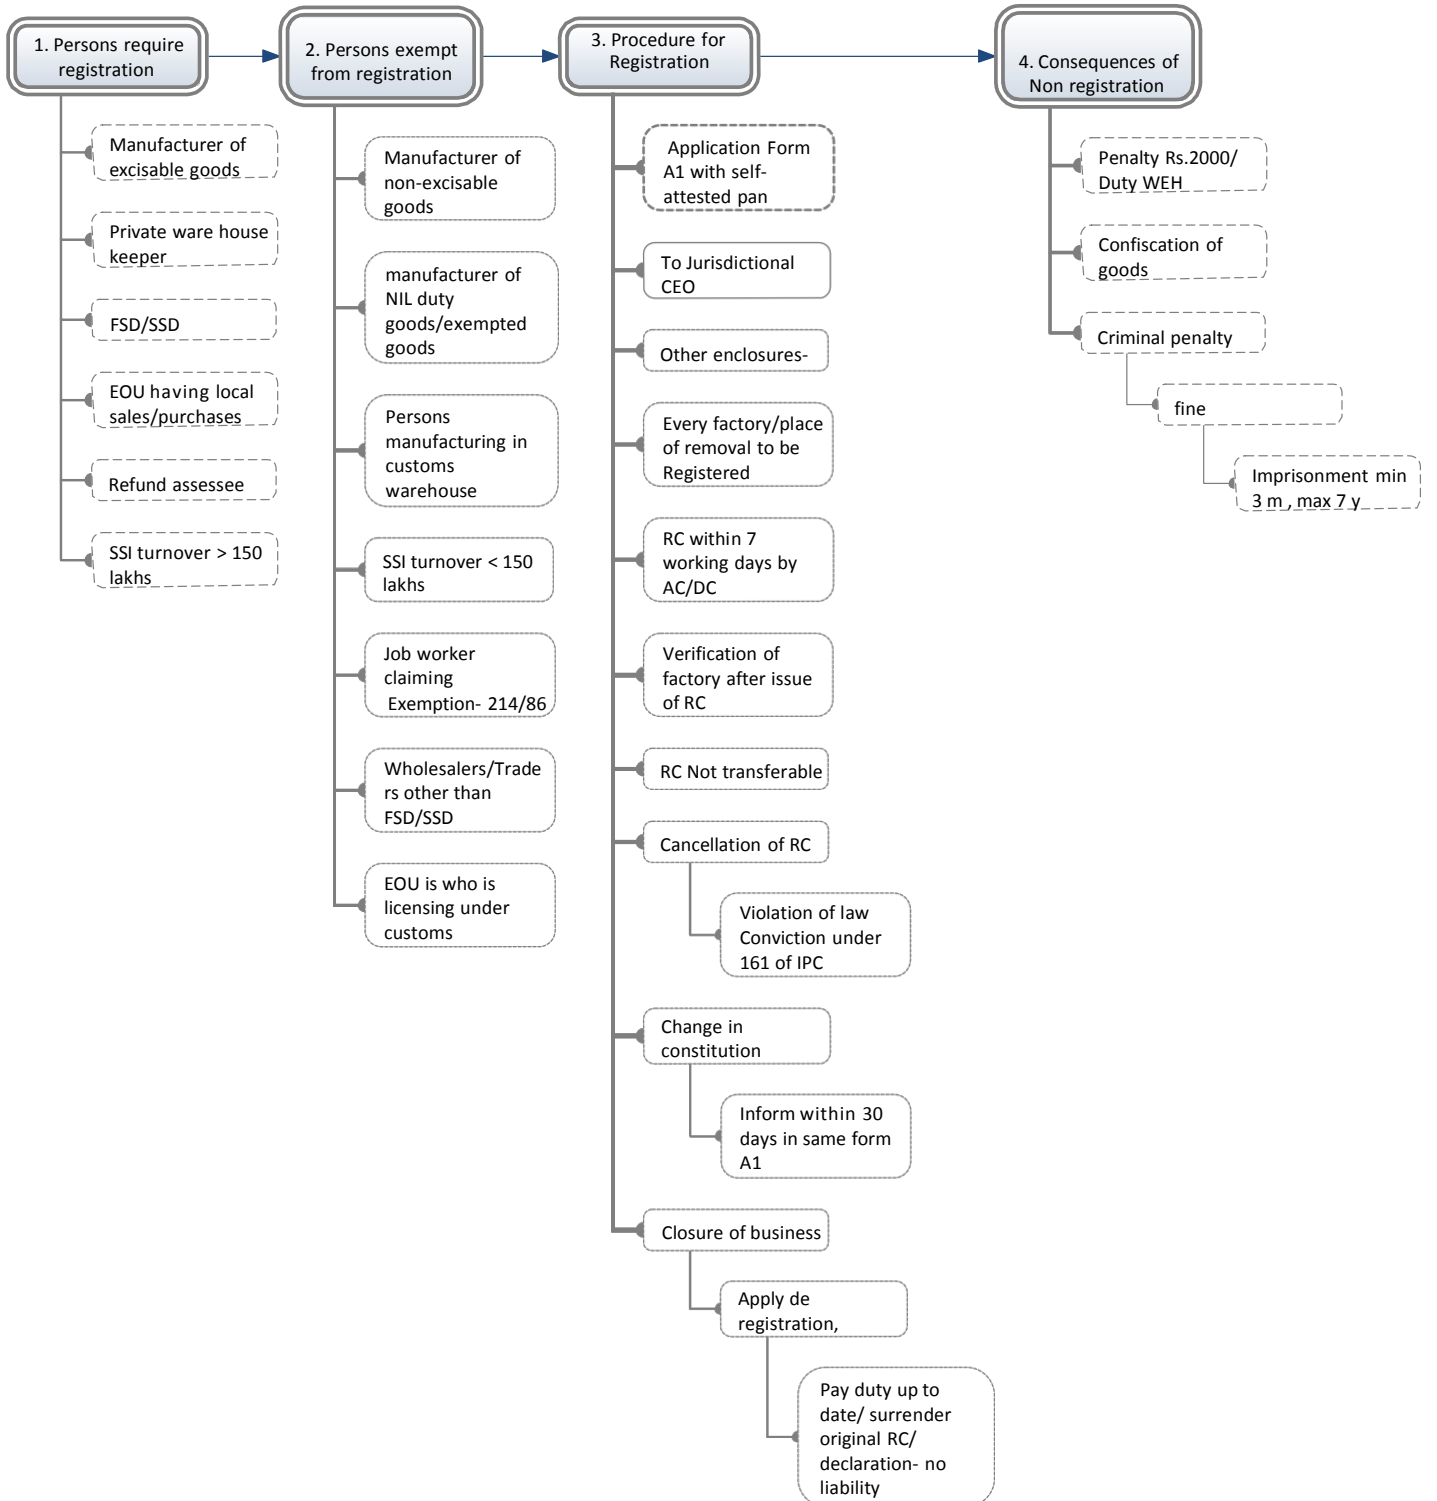 1. Persons require
registration
2. Persons exempt
from registration
3. Procedure for
Registration
4. Consequences of
Non registration
Manufacturer of
excisable goods
Private ware house
keeper
FSD/SSD
EOU having local
sales/purchases
Refund assessee
SSI turnover > 150
lakhs
Manufacturer of
non-excisable
goods
manufacturer of
NIL duty
goods/exempted
goods
Persons
manufacturing in
customs
warehouse
SSI turnover < 150
lakhs
Job worker
claiming
Exemption- 214/86
Wholesalers/Trade
rs other than
FSD/SSD
EOU is who is
licensing under
customs
Application Form
A1 with self-
attested pan
To Jurisdictional
CEO
Other enclosures-
Every factory/place
of removal to be
Registered
RC within 7
working days by
AC/DC
Verification of
factory after issue
of RC
RC Not transferable
Cancellation of RC
Violation of law
Conviction under
161 of IPC
Change in
constitution
Inform within 30
days in same form
A1
Closure of business
Apply de
registration,
Pay duty up to
date/ surrender
original RC/
declaration- no
liability
Penalty Rs.2000/
Duty WEH
Confiscation of
goods
Criminal penalty
fine
Imprisonment min
3 m , max 7 y